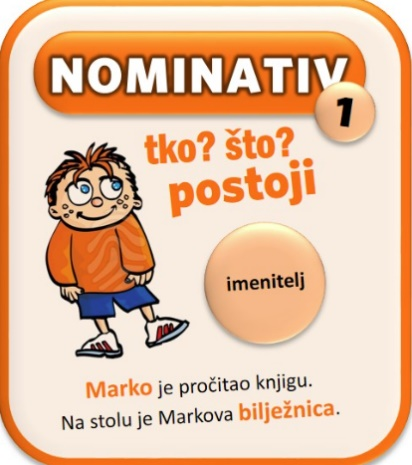 NOMINATIV
1
tko? što?
postoji
imenitelj
Marko je pročitao knjigu.
Na stolu je Markova bilježnica.